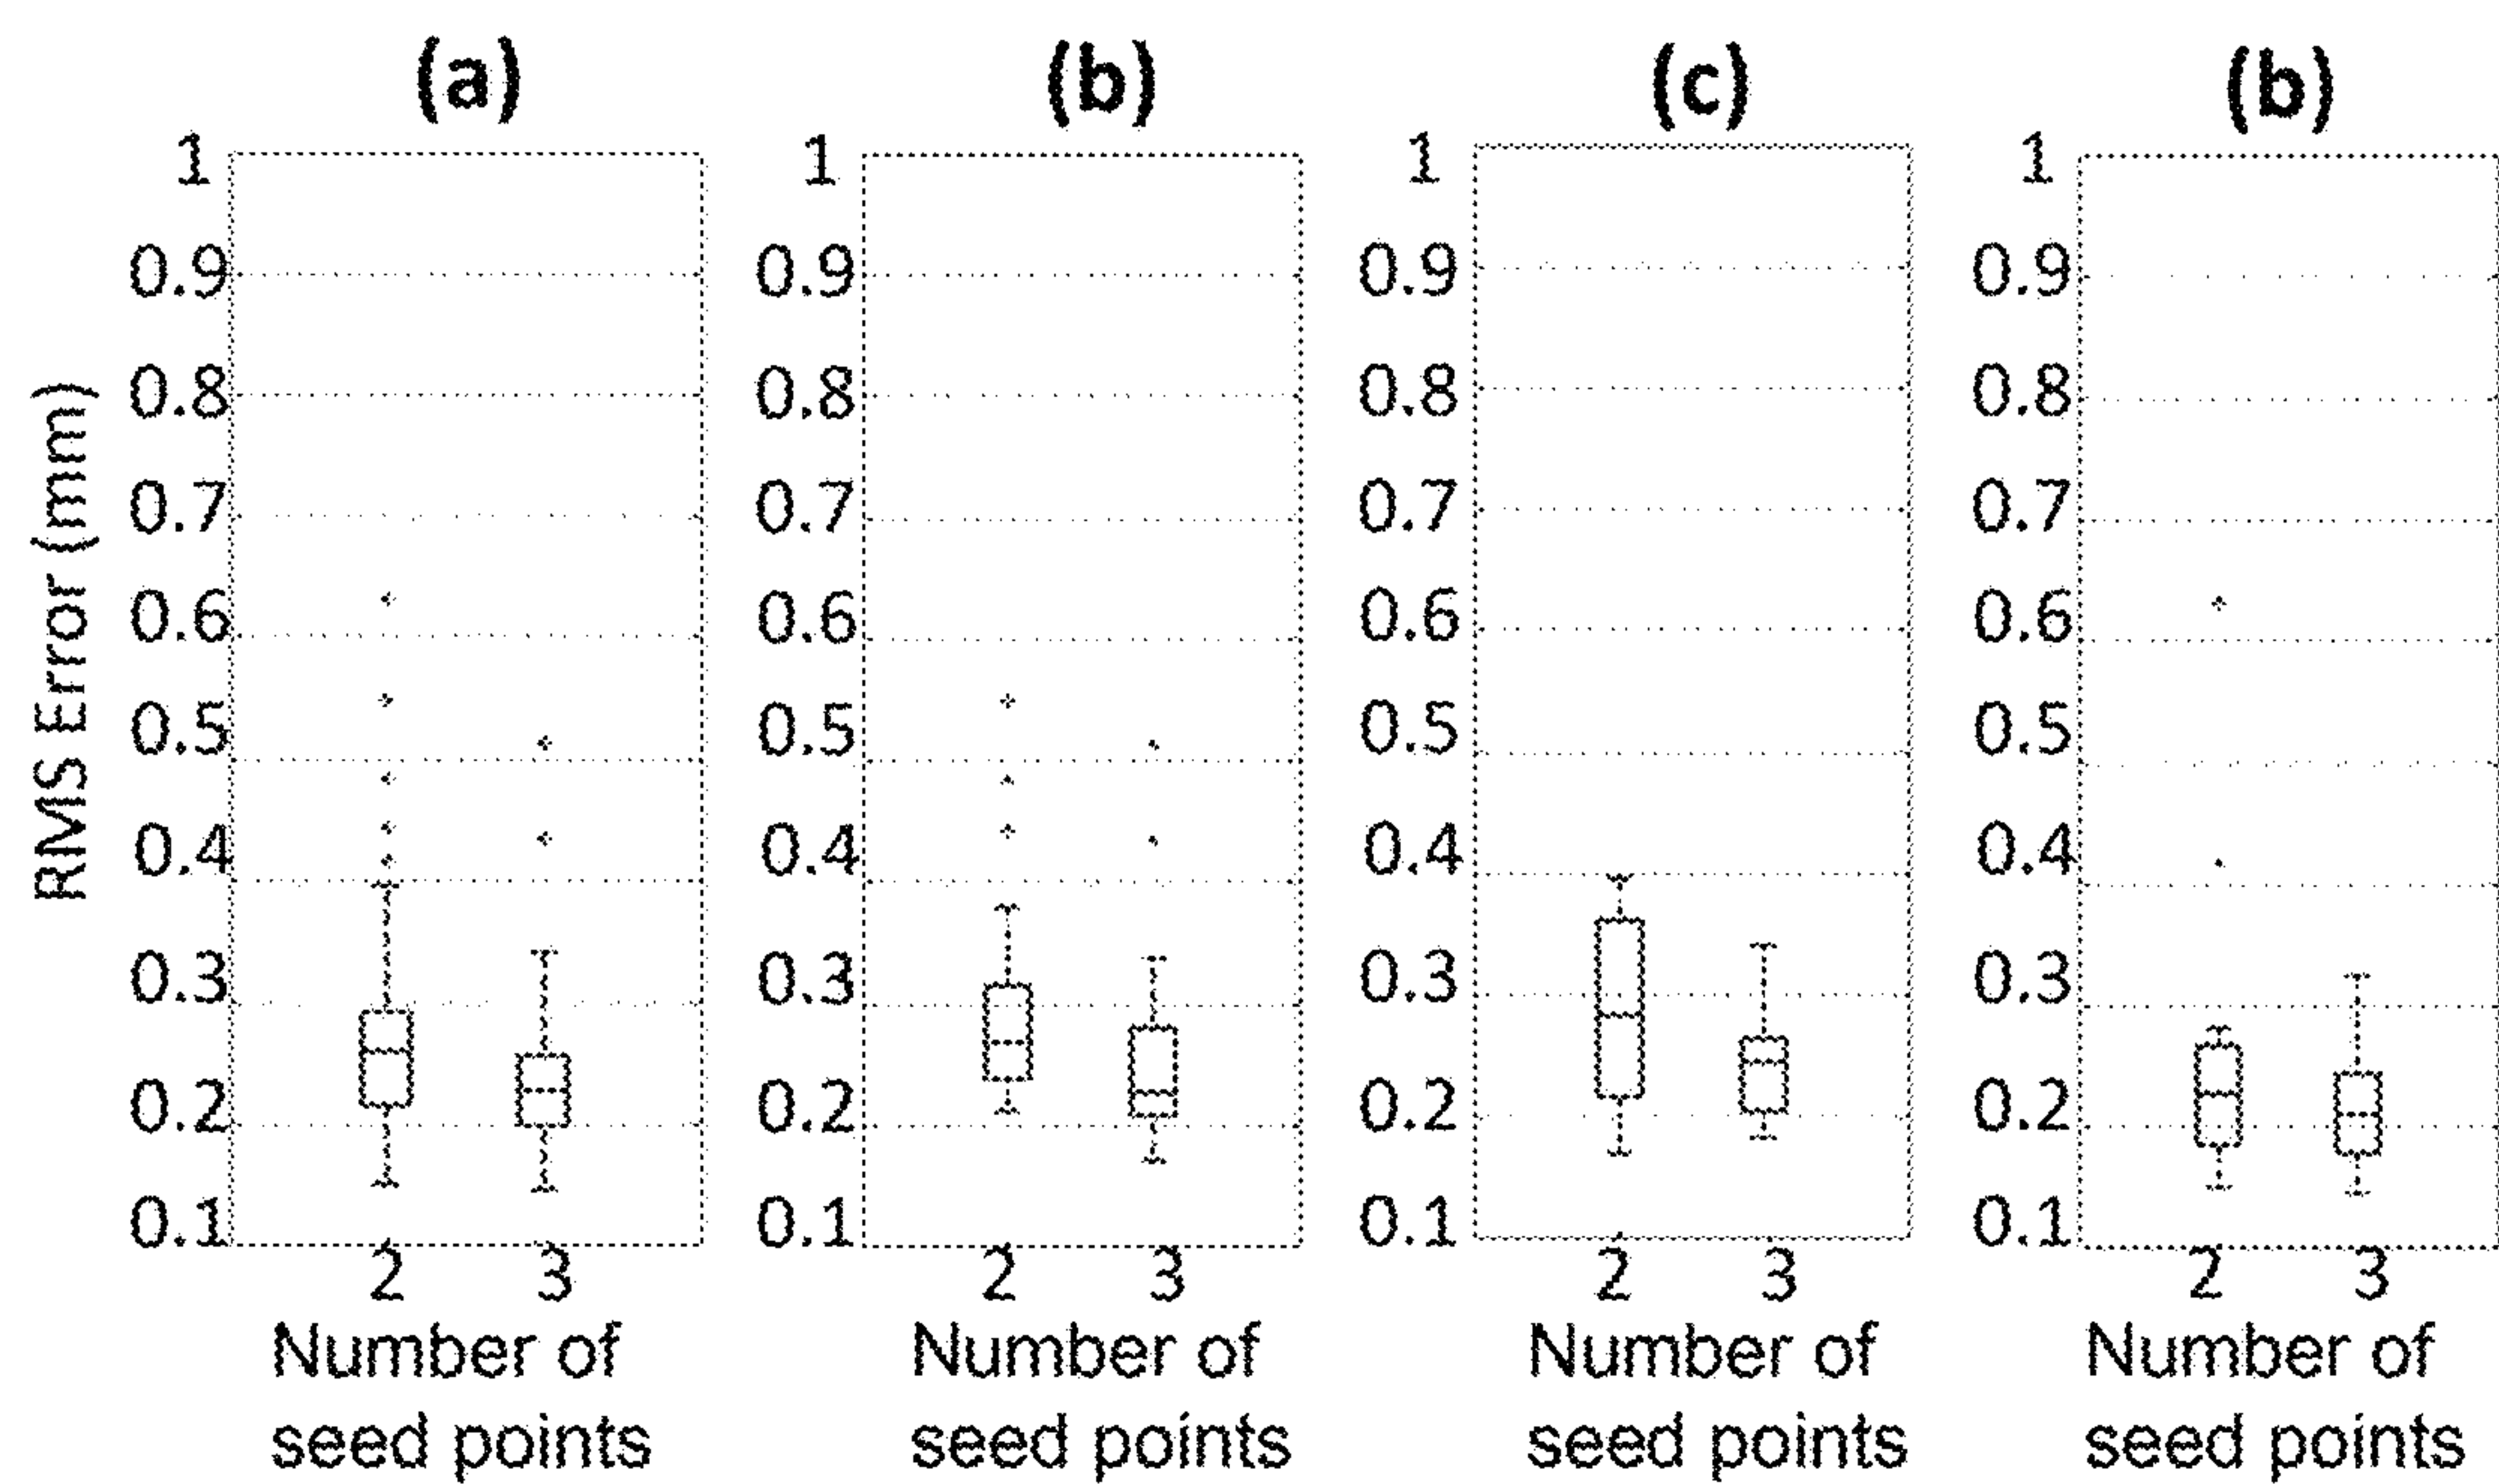 (a) (b) (c) (b)
1 1 1 1
0.9 0.9 0.9 0.9
0.8 0.8 0.8 0.8
0.7 0.7 0.7 0.7
0.6 0.6 0.6 0.6
0.5 0.5 0.5 0.5
0.4 0.4 0.4 0.4
0.3 0.3 0.3 0.3
0.2 0.2 0.2 0.2
0.1 0.1 0.1 0.1
RMS Error (mm)
2 3 2 3 2 3 2 3
Number of Number of Number of Number of
seed points seed points seed points seed points